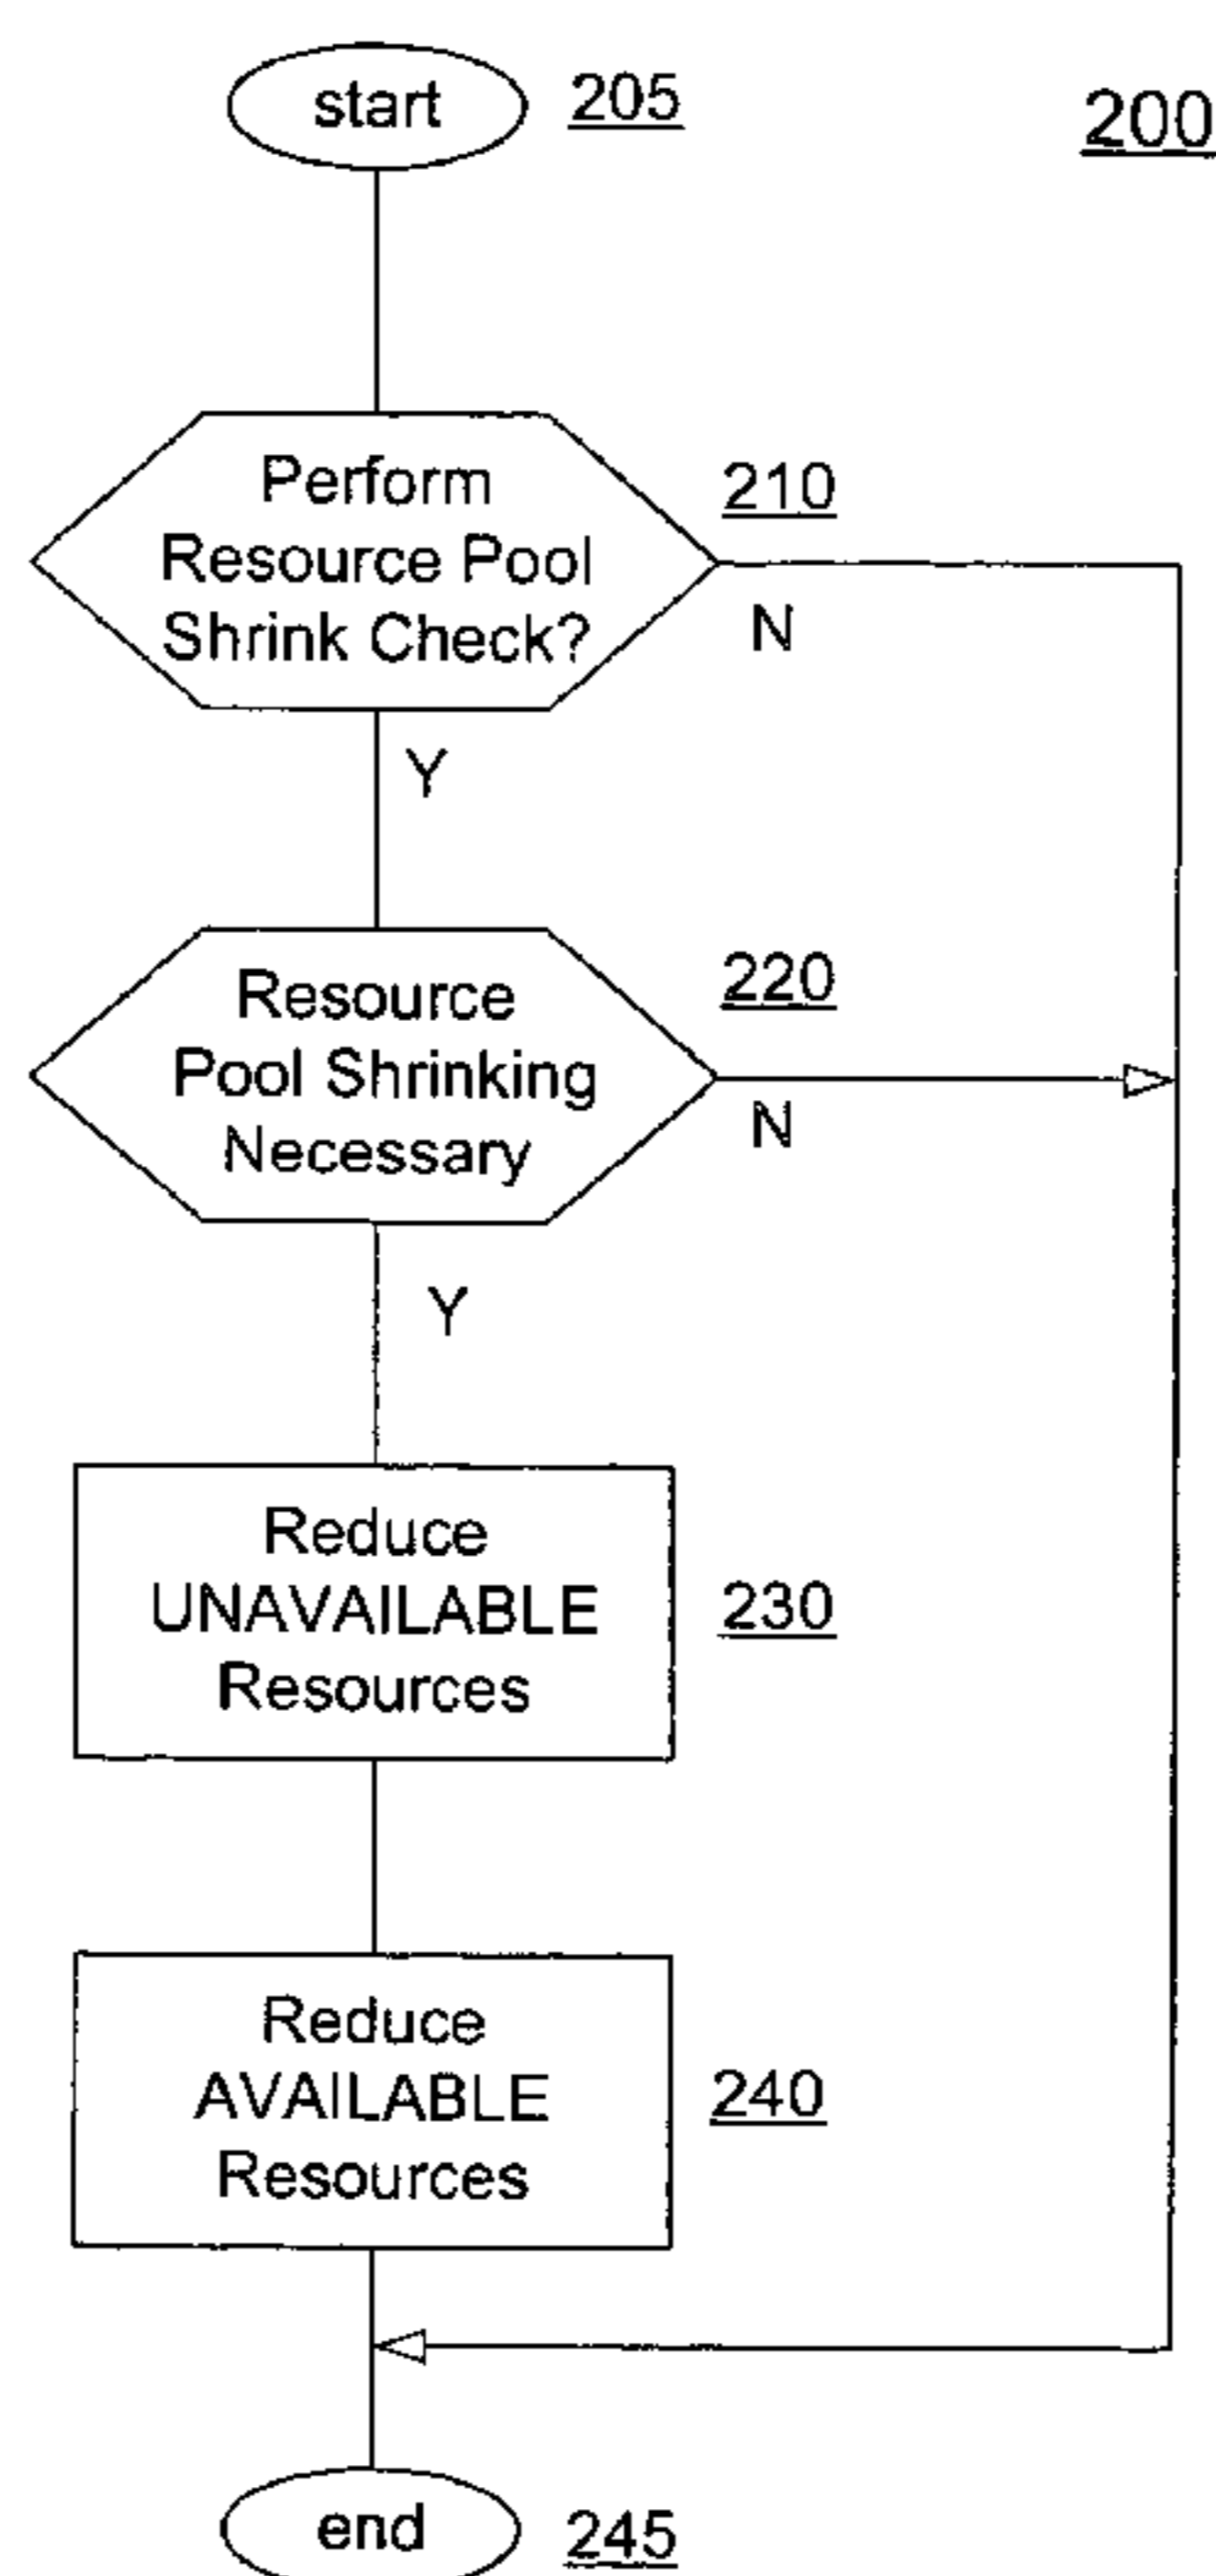 start
205
200
Perform
Resource Pool
Shrink Check?
210
N
Y
Resource
Pool Shrinking
Necessary
220
N
Y
Reduce
UNAVAILABLE
Resources
230
Reduce
AVAILABLE
Resources
240
end
245